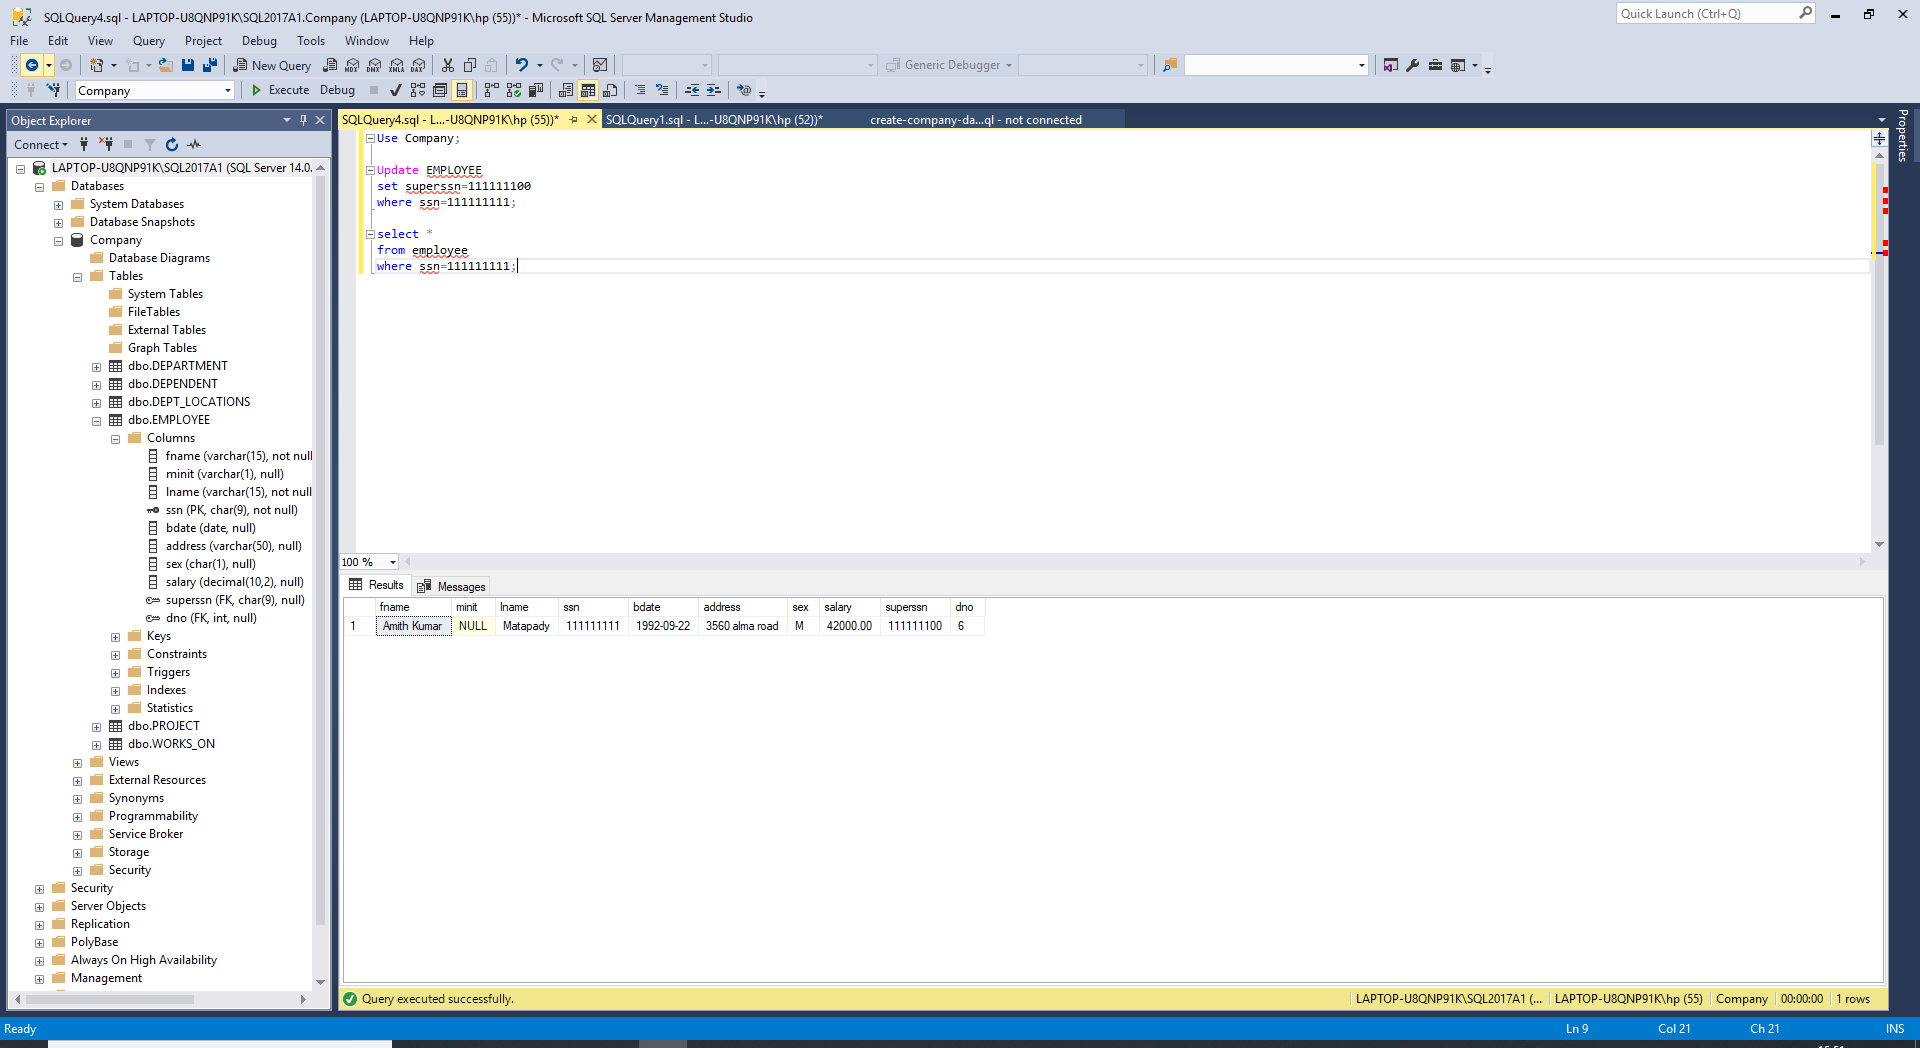 SQLQuery4.sql - LAPTOP-U8QNP91K\SQL2017A1.Company (LAPTOP-U8QNP91K\hp (55))* - Microsoft SQL Server Management Studio
Quick Launch (Ctrl+Q)
File Edit View Query Project Debug Tools Window Help
New Query
MDX DMX XMLA DAX
Generic Debugger
Company
Execute Debug
Object Explorer
SQLQuery4.sql - L...-U8QNP91K\hp (55))*
SQLQuery1.sql - L...-U8QNP91K\hp (52))*
create-company-da...ql - not connected
Properties
Connect
LAPTOP-U8QNP91K\SQL2017A1 (SQL Server 14.0.
Databases
System Databases
Database Snapshots
Company
Database Diagrams
Tables
System Tables
FileTables
External Tables
Graph Tables
dbo.DEPARTMENT
dbo.DEPENDENT
dbo.DEPT_LOCATIONS
dbo.EMPLOYEE
Columns
fname (varchar(15), not null
minit (varchar(1), null)
lname (varchar(15), not null
ssn (PK, char(9), not null)
bdate (date, null)
address (varchar(50), null)
sex (char(1), null)
salary (decimal(10,2), null)
superssn (FK, char(9), null)
dno (FK, int, null)
Keys
Constraints
Triggers
Indexes
Statistics
dbo.PROJECT
dbo.WORKS_ON
Views
External Resources
Synonyms
Programmability
Service Broker
Storage
Security
Security
Server Objects
Replication
PolyBase
Always On High Availability
Management
Use Company;
Update EMPLOYEE
set superssn=111111100
where ssn=111111111;
select *
from employee
where ssn=111111111;
100 %
Results Messages
fname minit lname ssn bdate address sex salary superssn dno
1 Amith Kumar NULL Matapady 111111111 1992-09-22 3560 alma road M 42000.00 111111100 6
Query executed successfully.
LAPTOP-U8QNP91K\SQL2017A1 (... LAPTOP-U8QNP91K\hp (55) Company 00:00:00 1 rows
Ready
Ln 9 Col 21 Ch 21 INS